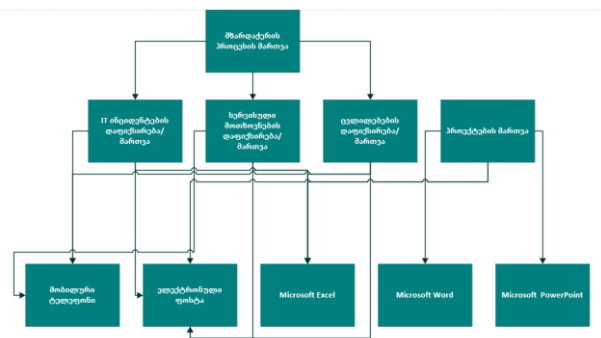 მხარდაჭერის
პროცესის მართვა
IT ინციდენტების
დაფიქსირება/
მართვა
სერვისული
მოთხოვნების
დაფიქსირება/
მართვა
ცვლილებების
დაფიქსირება/
მართვა
პროექტების მართვა
მობილური
ტელეფონი
ელექტრონული
ფოსტა
Microsoft Excel
Microsoft Word
Microsoft PowerPoint